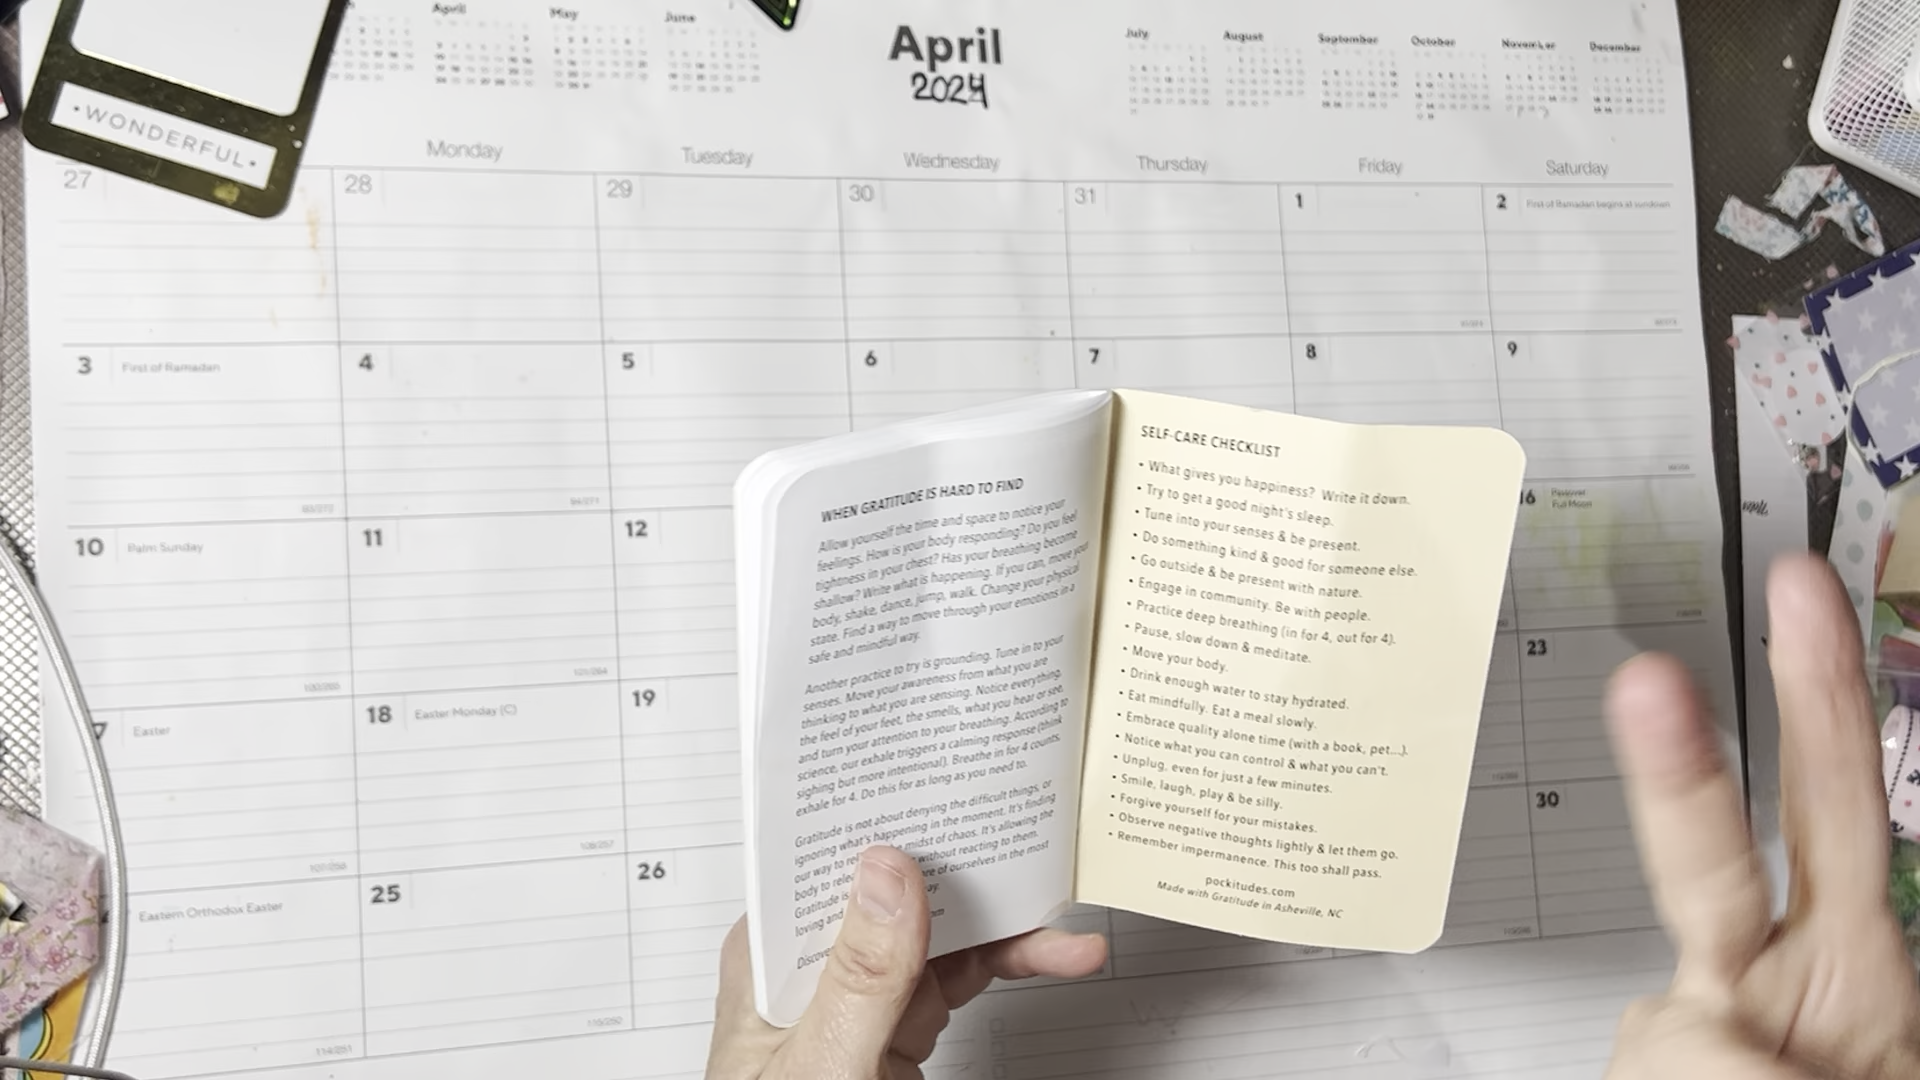 April
May
June
April
2024
July
August
September
October
November
December
• WONDERFUL •
Monday
Tuesday
Wednesday
Thursday
Friday
Saturday
27
28
29
30
31
1
2 First of Ramadan begins at sundown
3 First of Ramadan
4
5
6
7
8
9
10 Palm Sunday
11
12
16 Passover
Full Moon
7 Easter
18 Easter Monday (C)
19
23
Eastern Orthodox Easter
25
26
30
WHEN GRATITUDE IS HARD TO FIND
Allow yourself the time and space to notice your
feelings. How is your body responding? Do you feel
tightness in your chest? Has your breathing become
shallow? Write what is happening. If you can, move your
body, shake, dance, jump, walk. Change your physical
state. Find a way to move through your emotions in a
safe and mindful way.
Another practice to try is grounding. Tune in to your
senses. Move your awareness from what you are
thinking to what you are sensing. Notice everything,
the feel of your feet, the smells, what you hear or see,
and turn your attention to your breathing. According to
science, our exhale triggers a calming response (think
sighing but more intentional). Breathe in for 4 counts,
exhale for 4. Do this for as long as you need to.
Gratitude is not about denying the difficult things, or
ignoring what's happening in the moment. It's finding
our way to midst of chaos. It's allowing the
body to without reacting to them.
Gratitude is of ourselves in the most
loving and
SELF-CARE CHECKLIST
• What gives you happiness? Write it down.
• Try to get a good night's sleep.
• Tune into your senses & be present.
• Do something kind & good for someone else.
• Go outside & be present with nature.
• Engage in community. Be with people.
• Practice deep breathing (in for 4, out for 4).
• Pause, slow down & meditate.
• Move your body.
• Drink enough water to stay hydrated.
• Eat mindfully. Eat a meal slowly.
• Embrace quality alone time (with a book, pet...).
• Notice what you can control & what you can't.
• Unplug, even for just a few minutes.
• Smile, laugh, play & be silly.
• Forgive yourself for your mistakes.
• Observe negative thoughts lightly & let them go.
• Remember impermanence. This too shall pass.
pockitudes.com
Made with Gratitude in Asheville, NC